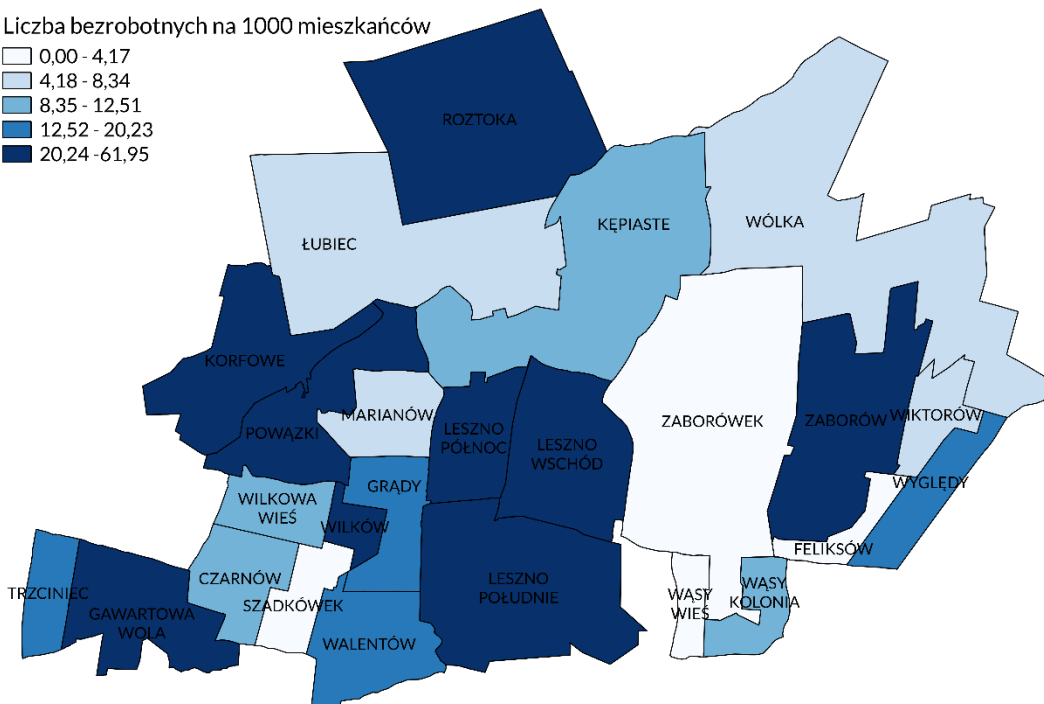 Liczba bezrobotnych na 1000 mieszkańców
0,00 - 4,17
4,18 - 8,34
8,35 - 12,51
12,52 - 20,23
20,24 -61,95
ROZTOKA
KĘPIASTE
WÓLKA
ŁUBIEC
KORFOWE
MARIANÓW
POWĄZKI
LESZNO
PÓŁNOC
LESZNO
WSCHÓD
ZABORÓWEK
ZABORÓW
WIKTORÓW
WYGLĘDY
GRĄDY
WILKOWA
WIEŚ
WILKÓW
FELIKSÓW
CZARNÓW
SZADKÓWEK
TRZCINIEC
GAWARTOWA
WOLA
LESZNO
POŁUDNIE
WĄSY
WIEŚ
WĄSY
KOLONIA
WALENTÓW